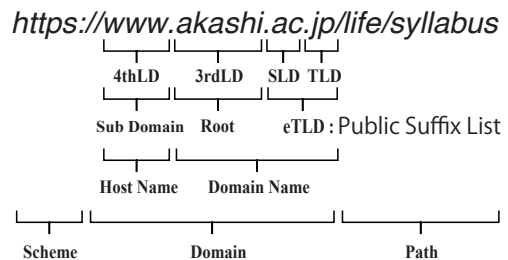 https://www.akashi.ac.jp/life/syllabus
4thLD 3rdLD SLD TLD
Sub Domain Root eTLD : Public Suffix List
Host Name Domain Name
Scheme Domain Path